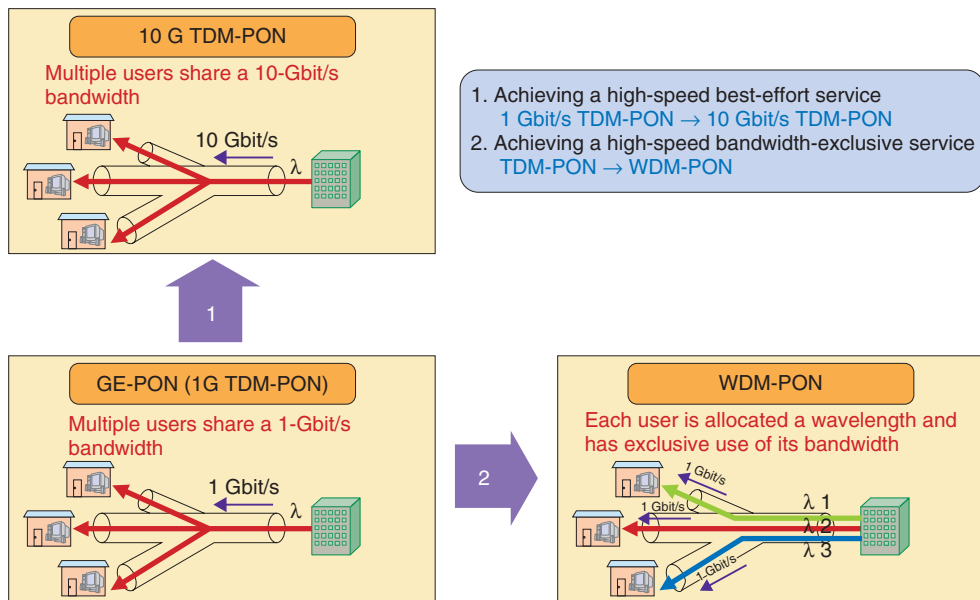 10 G TDM-PON
Multiple users share a 10-Gbit/s
bandwidth
10 Gbit/s
λ
1. Achieving a high-speed best-effort service
1 Gbit/s TDM-PON → 10 Gbit/s TDM-PON
2. Achieving a high-speed bandwidth-exclusive service
TDM-PON → WDM-PON
1
GE-PON (1G TDM-PON)
Multiple users share a 1-Gbit/s
bandwidth
1 Gbit/s
λ
2
WDM-PON
Each user is allocated a wavelength and
has exclusive use of its bandwidth
1 Gbit/s
λ 1
1 Gbit/s
λ 2
λ 3
1-Gbit/s